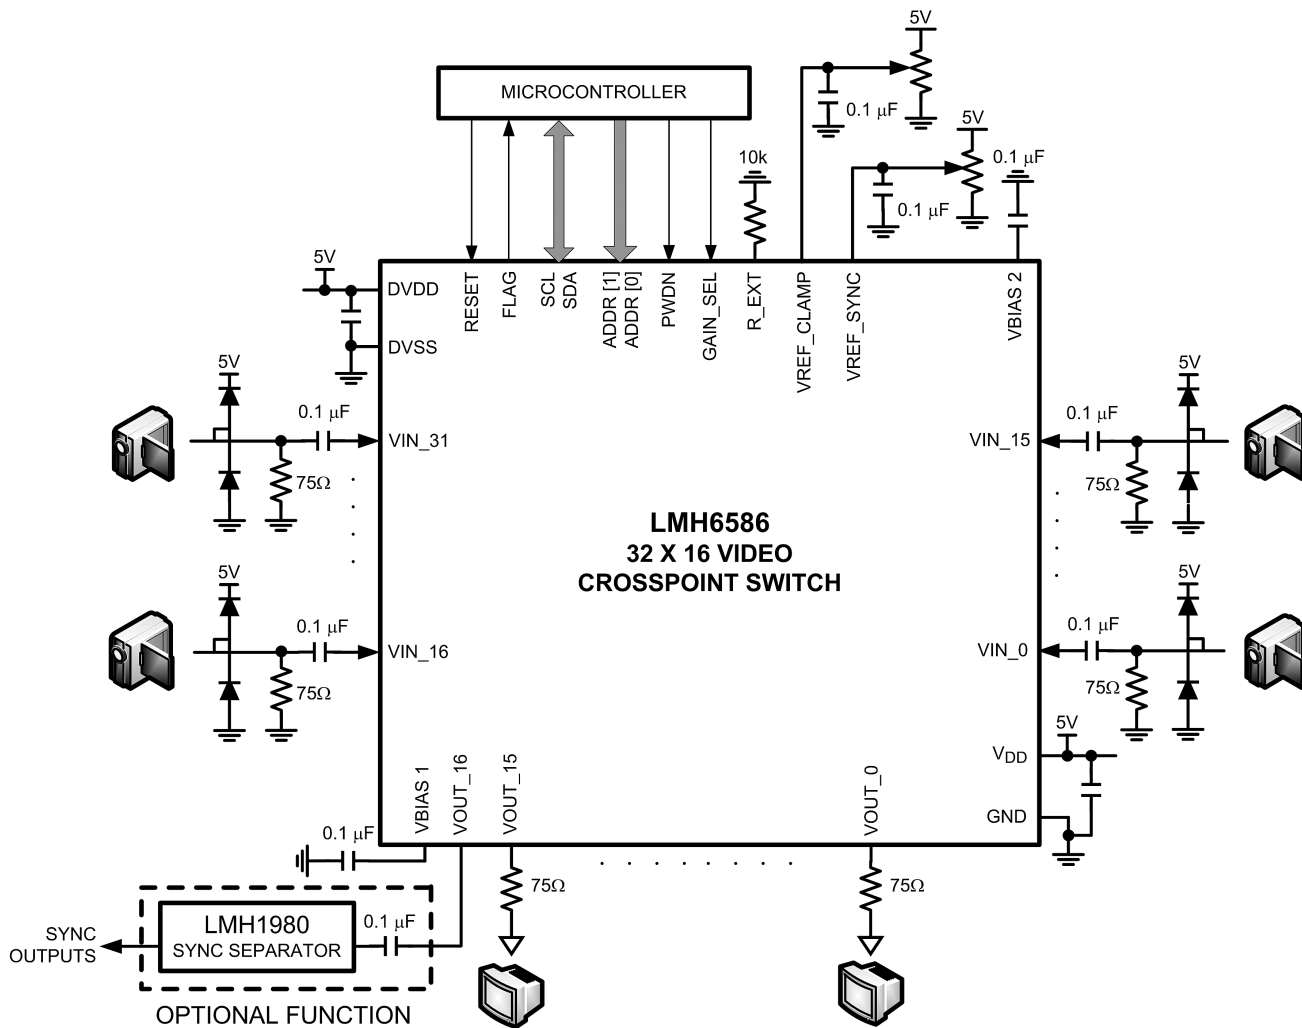 5V
MICROCONTROLLER
0.1 µF
5V
10k
0.1 µF
0.1 µF
5V
DVDD
DVSS
RESET
FLAG
SCL
SDA
ADDR [1]
ADDR [0]
PWDN
GAIN_SEL
R_EXT
VREF_CLAMP
VREF_SYNC
VBIAS 2
5V
0.1 µF
VIN_31
75Ω
5V
0.1 µF
VIN_15
75Ω
LMH6586
32 X 16 VIDEO
CROSSPOINT SWITCH
5V
0.1 µF
VIN_16
75Ω
5V
0.1 µF
VIN_0
75Ω
5V
VDD
GND
VBIAS 1
VOUT_16
VOUT_15
VOUT_0
0.1 µF
75Ω
75Ω
LMH1980
SYNC SEPARATOR
0.1 µF
SYNC
OUTPUTS
OPTIONAL FUNCTION